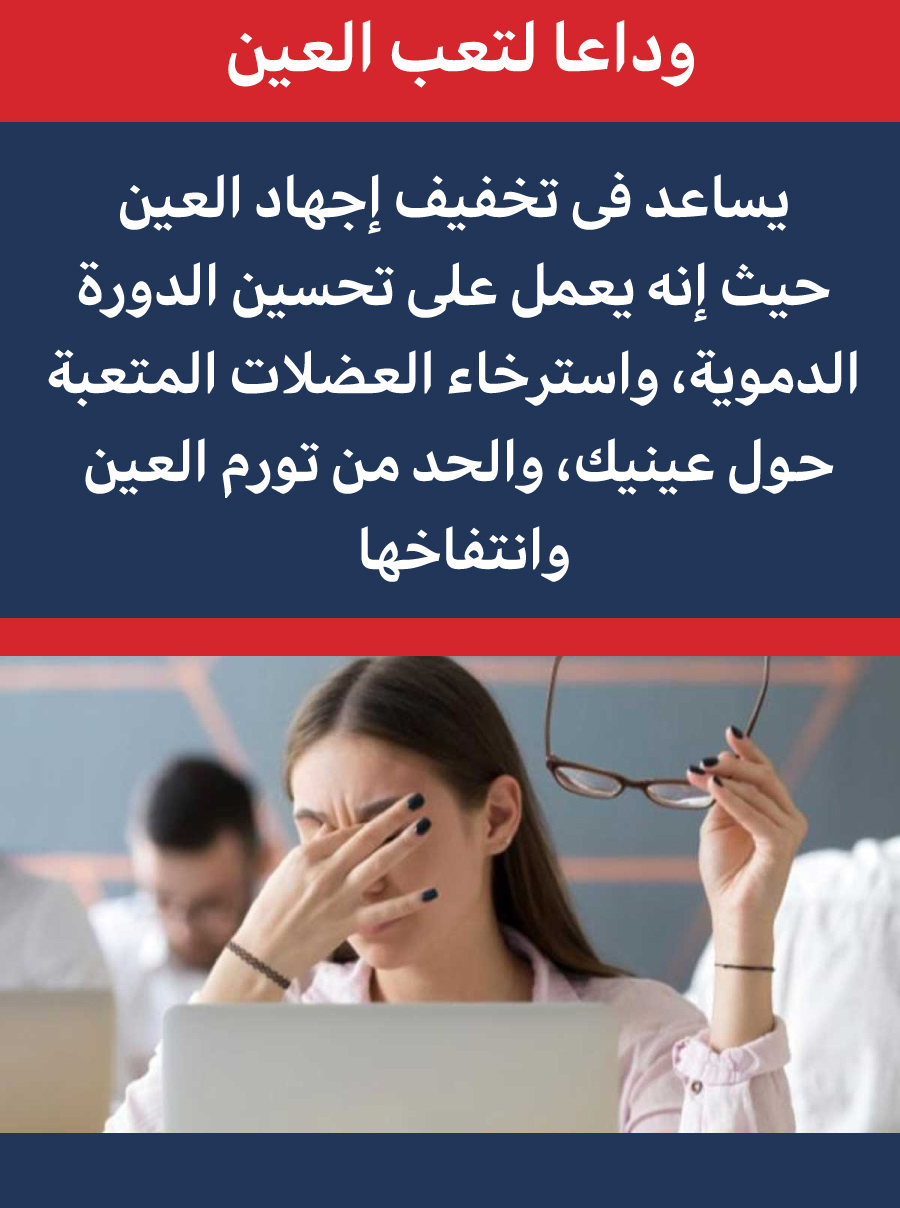 وداعا لتعب العين
يساعد فى تخفيف إجهاد العين
حيث إنه يعمل على تحسين الدورة
الدموية، واسترخاء العضلات المتعبة
حول عينيك، والحد من تورم العين
وانتفاخها